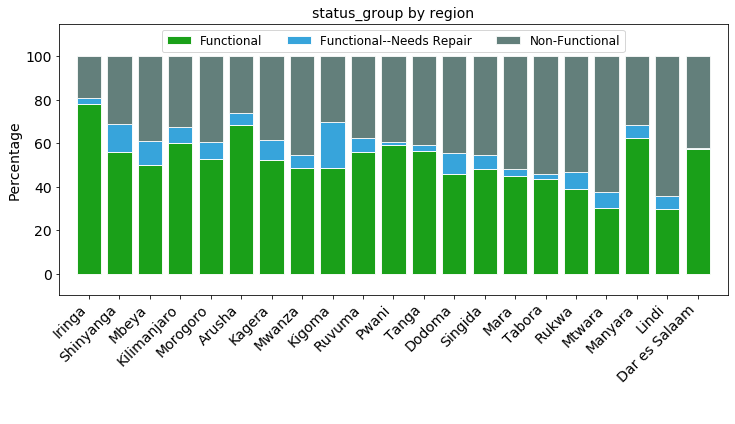 status_group by region
Functional
Functional--Needs Repair
Non-Functional
Percentage
100
80
60
40
20
0
Iringa
Shinyanga
Mbeya
Kilimanjaro
Morogoro
Arusha
Kagera
Mwanza
Kigoma
Ruvuma
Pwani
Tanga
Dodoma
Singida
Mara
Tabora
Rukwa
Mtwara
Manyara
Lindi
Dar es Salaam